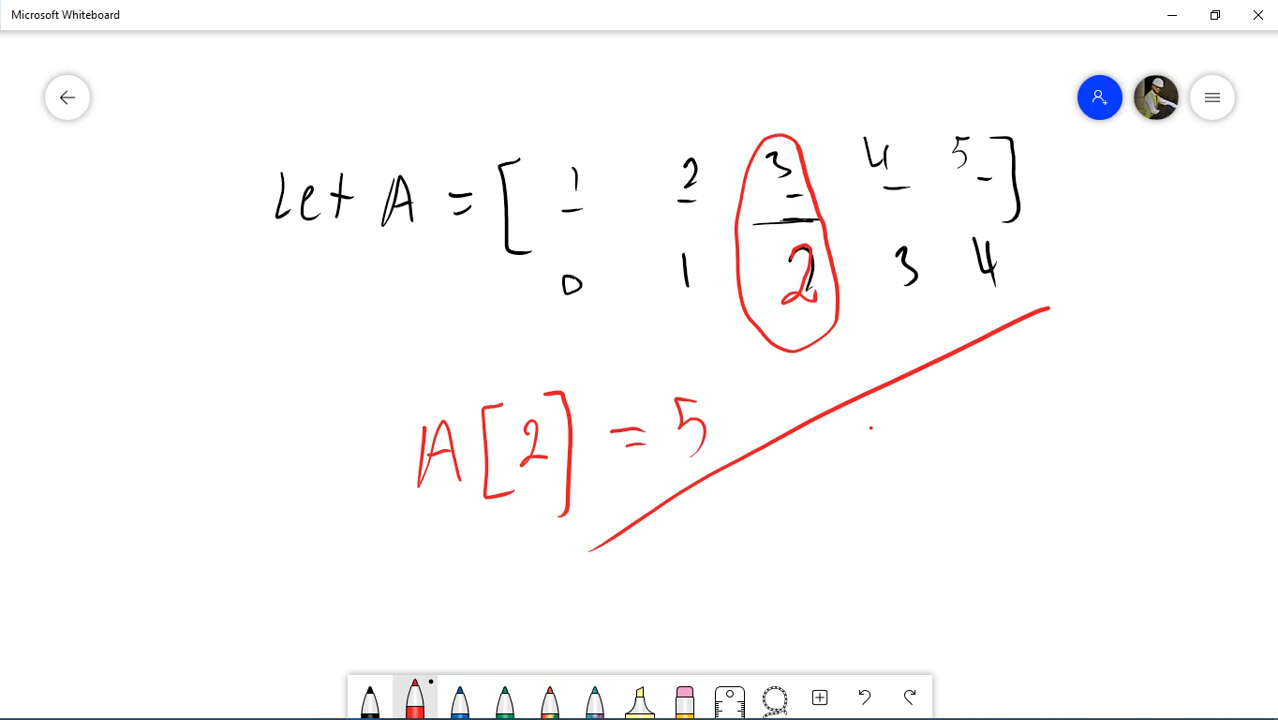 Microsoft Whiteboard
Let A = [ 1 2 3 4 5 ]
0 1 2 3 4
A[2] = 5